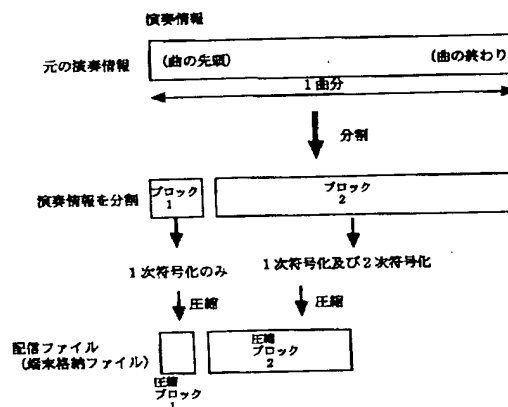 演奏情報
元の演奏情報
(曲の先頭)
(曲の終わり)
1曲分
分割
演奏情報を分割
ブロック
1
ブロック
2
1次符号化のみ
1次符号化及び2次符号化
圧縮
圧縮
配信ファイル
(端末格納ファイル)
圧縮
ブロック
2
圧縮
ブロック
1